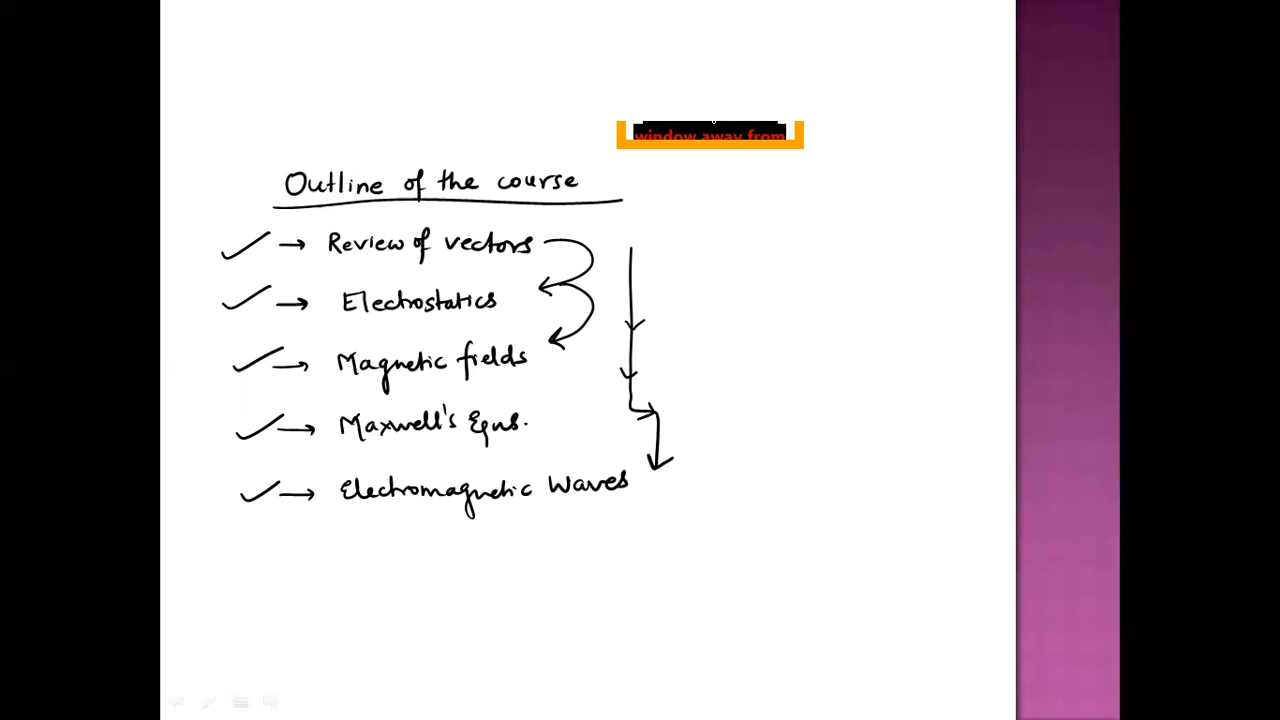 window away from
Outline of the course
→ Review of vectors
→ Electrostatics
→ Magnetic fields
→ Maxwell's Eqns.
→ Electromagnetic Waves